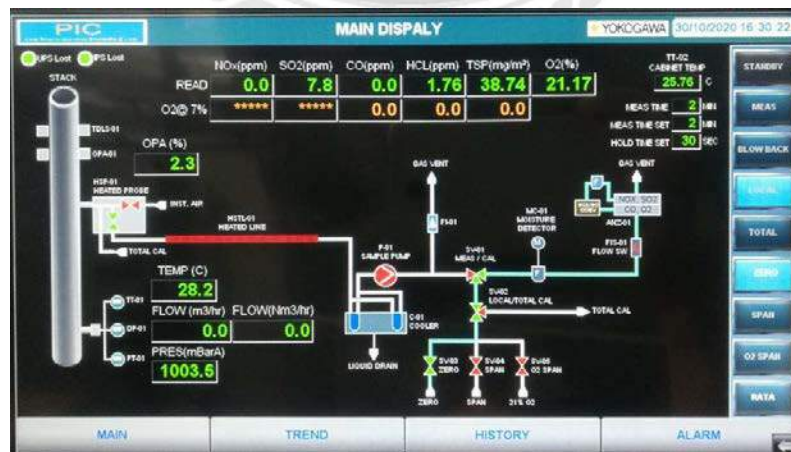 PIC
MAIN DISPALY
YOKOGAWA
30/10/2020 16 30 22
UPS Lost
IPS Lost
STACK
NOx(ppm) SO2(ppm) CO(ppm) HCL(ppm) TSP(mg/m³) O2(%)
READ 0.0 7.8 0.0 1.76 38.74 21.17
O2@ 7% ***** ***** 0.0 0.0 0.0
TT-02
CABINET TEMP
25.76 C
MEAS TIME 2 MIN
MEAS TIME SET 2 MIN
HOLD TIME SET 30 SEC
STANDBY
MEAS
BLOW BACK
LOCAL
TOTAL
ZERO
SPAN
O2 SPAN
RATA
TDLS-01
OPA-01
OPA (%)
2.3
HSP-01
HEATED PROBE
INST. AIR
TOTAL CAL
HSTL-01
HEATED LINE
GAS VENT
FI-01
P-01
SAMPLE PUMP
SV-01
MEAS / CAL
MC-01
MOISTURE
DETECTOR
M
F
GAS VENT
NOX, SO2
CO, O2
ANZ-01
FIS-01
FLOW SW
SV-02
LOCAL/TOTAL CAL
TOTAL CAL
C-01
COOLER
LIQUID DRAIN
SV-03
ZERO
SV-04
SPAN
SV-05
O2 SPAN
ZERO
SPAN
21% O2
TEMP (C)
28.2
TT-01
FLOW (m3/hr) FLOW(Nm3/hr)
0.0 0.0
DP-01
PRES(mBarA)
1003.5
PT-01
MAIN
TREND
HISTORY
ALARM